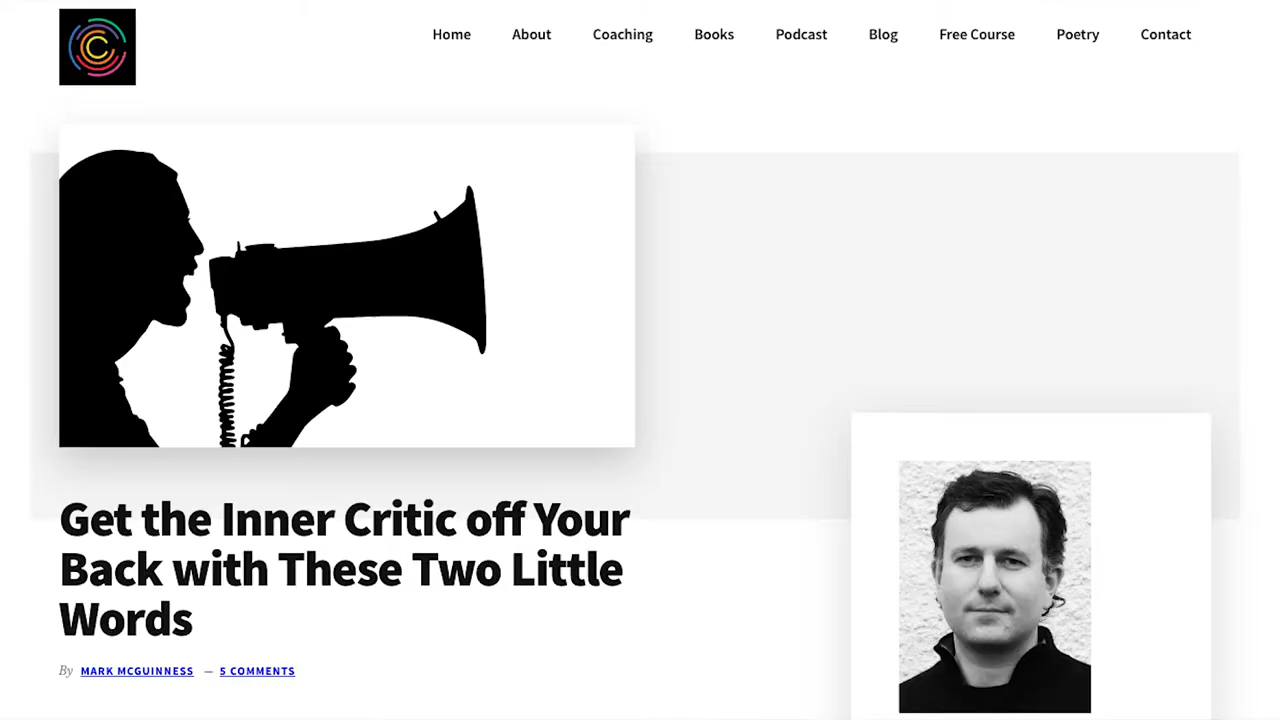 Home About Coaching Books Podcast Blog Free Course Poetry Contact
Get the Inner Critic off Your
Back with These Two Little
Words
By MARK MCGUINNESS — 5 COMMENTS